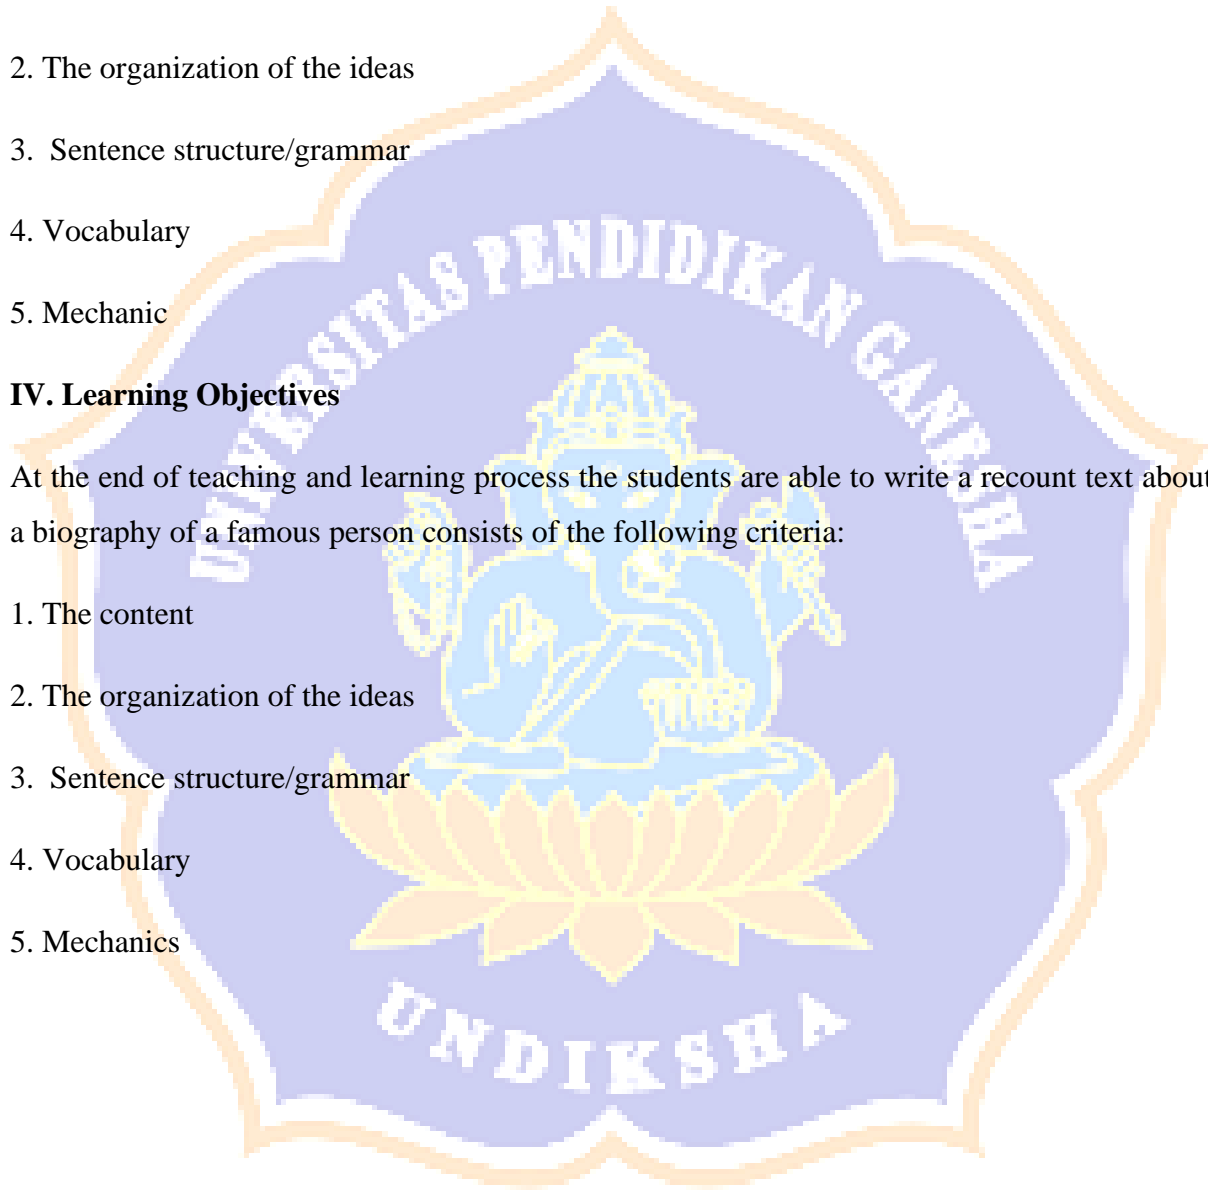 2. The organization of the ideas
3. Sentence structure/grammar
4. Vocabulary
5. Mechanic
IV. Learning Objectives
At the end of teaching and learning process the students are able to write a recount text about
a biography of a famous person consists of the following criteria:
1. The content
2. The organization of the ideas
3. Sentence structure/grammar
4. Vocabulary
5. Mechanics
UNIVERSITAS PENDIDIKAN GANESHA
UNDIKSHA